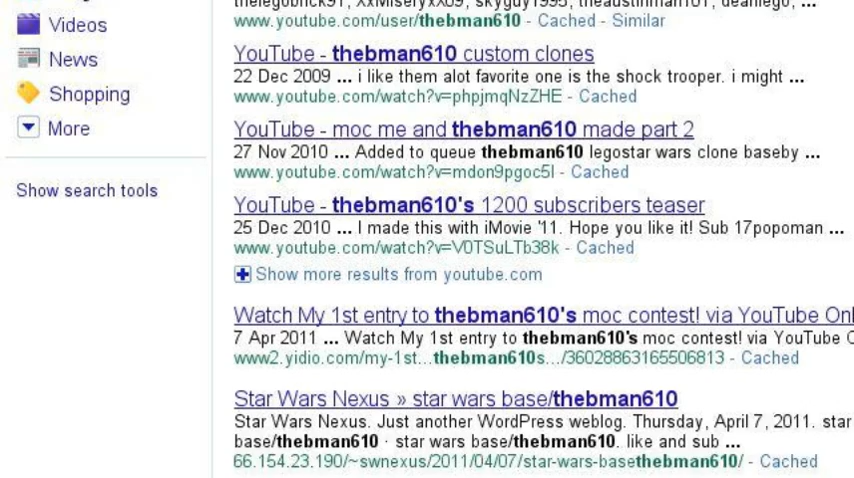 Videos
News
Shopping
More
Show search tools
www.youtube.com/user/thebman610 - Cached - Similar
YouTube - thebman610 custom clones
22 Dec 2009 ... i like them alot favorite one is the shock trooper. i might ...
www.youtube.com/watch?v=phpjmqNzZHE - Cached
YouTube - moc me and thebman610 made part 2
27 Nov 2010 ... Added to queue thebman610 legostar wars clone baseby ...
www.youtube.com/watch?v=mdon9pgoc5I - Cached
YouTube - thebman610's 1200 subscribers teaser
25 Dec 2010 ... I made this with iMovie '11. Hope you like it! Sub 17popoman ...
www.youtube.com/watch?v=V0TSuLTb38k - Cached
Show more results from youtube.com
Watch My 1st entry to thebman610's moc contest! via YouTube Onl
7 Apr 2011 ... Watch My 1st entry to thebman610's moc contest! via YouTube O
www2.yidio.com/my-1st...thebman610s.../36028863165506813 - Cached
Star Wars Nexus » star wars base/thebman610
Star Wars Nexus. Just another WordPress weblog. Thursday, April 7, 2011. star
base/thebman610 · star wars base/thebman610. like and sub ...
66.154.23.190/~swnexus/2011/04/07/star-wars-basethebman610/ - Cached